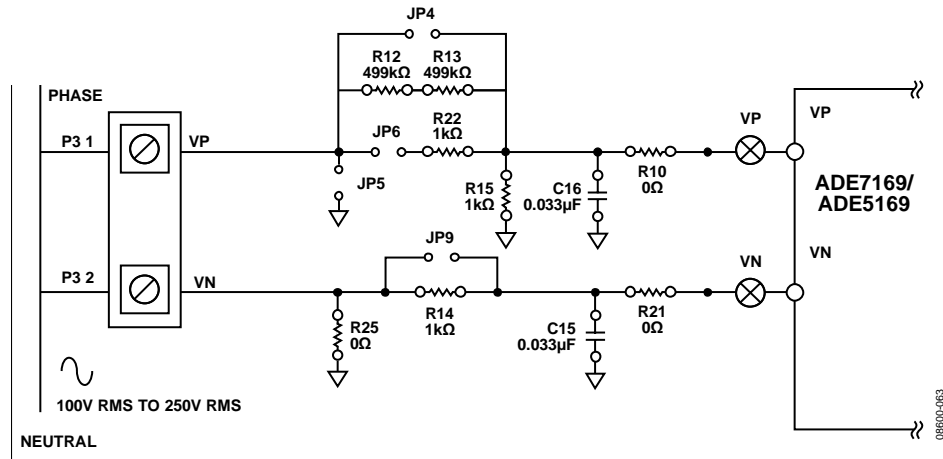 JP4
R12
499kΩ
R13
499kΩ
PHASE
P3 1
VP
JP6
R22
1kΩ
VP
VP
JP5
R15
1kΩ
C16
0.033µF
R10
0Ω
ADE7169/
ADE5169
JP9
P3 2
VN
VN
VN
R25
0Ω
R14
1kΩ
C15
0.033µF
R21
0Ω
100V RMS TO 250V RMS
NEUTRAL
08600-063